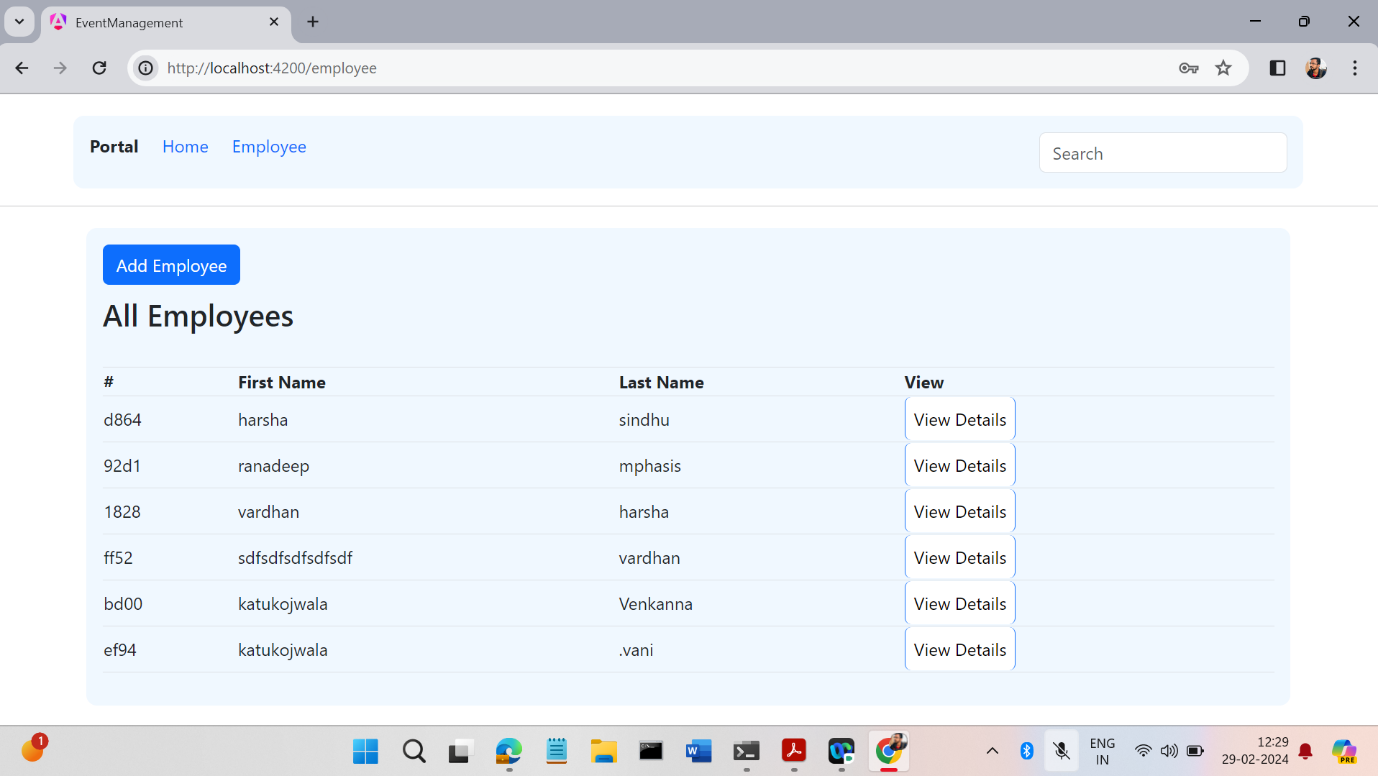 EventManagement
http://localhost:4200/employee
Portal Home Employee Search
Add Employee
All Employees
# First Name Last Name View
d864 harsha sindhu View Details
92d1 ranadeep mphasis View Details
1828 vardhan harsha View Details
ff52 sdfsdfsdfsdfsdf vardhan View Details
bd00 katukojwala Venkanna View Details
ef94 katukojwala .vani View Details
1
ENG 12:29
IN 29-02-2024
PRE